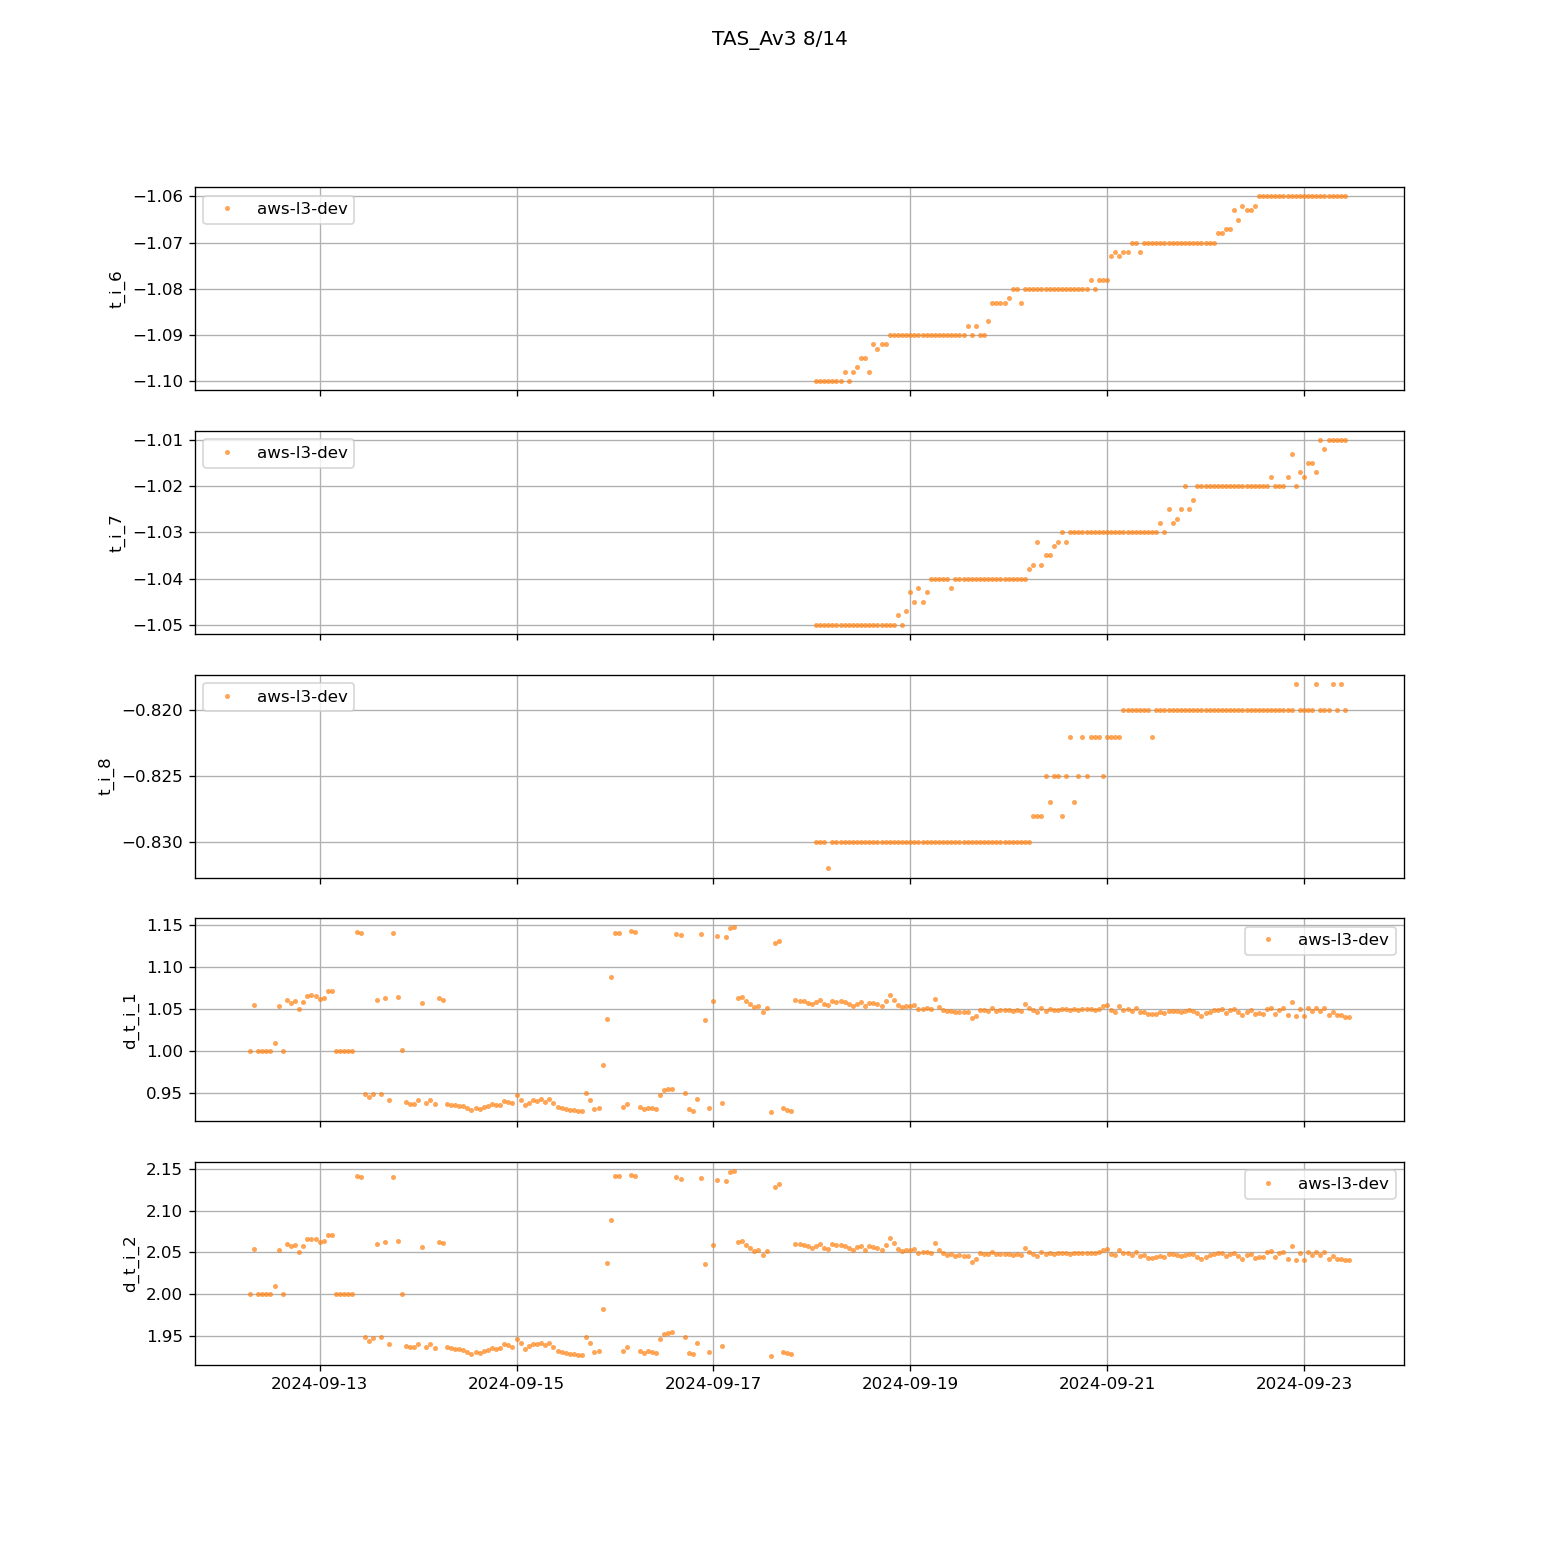 TAS_Av3 8/14
−1.06
−1.07
−1.08
−1.09
−1.10
t_i_6
aws-l3-dev
−1.01
−1.02
−1.03
−1.04
−1.05
t_i_7
aws-l3-dev
−0.820
−0.825
−0.830
t_i_8
aws-l3-dev
1.15
1.10
1.05
1.00
0.95
d_t_i_1
aws-l3-dev
2.15
2.10
2.05
2.00
1.95
d_t_i_2
aws-l3-dev
2024-09-13 2024-09-15 2024-09-17 2024-09-19 2024-09-21 2024-09-23